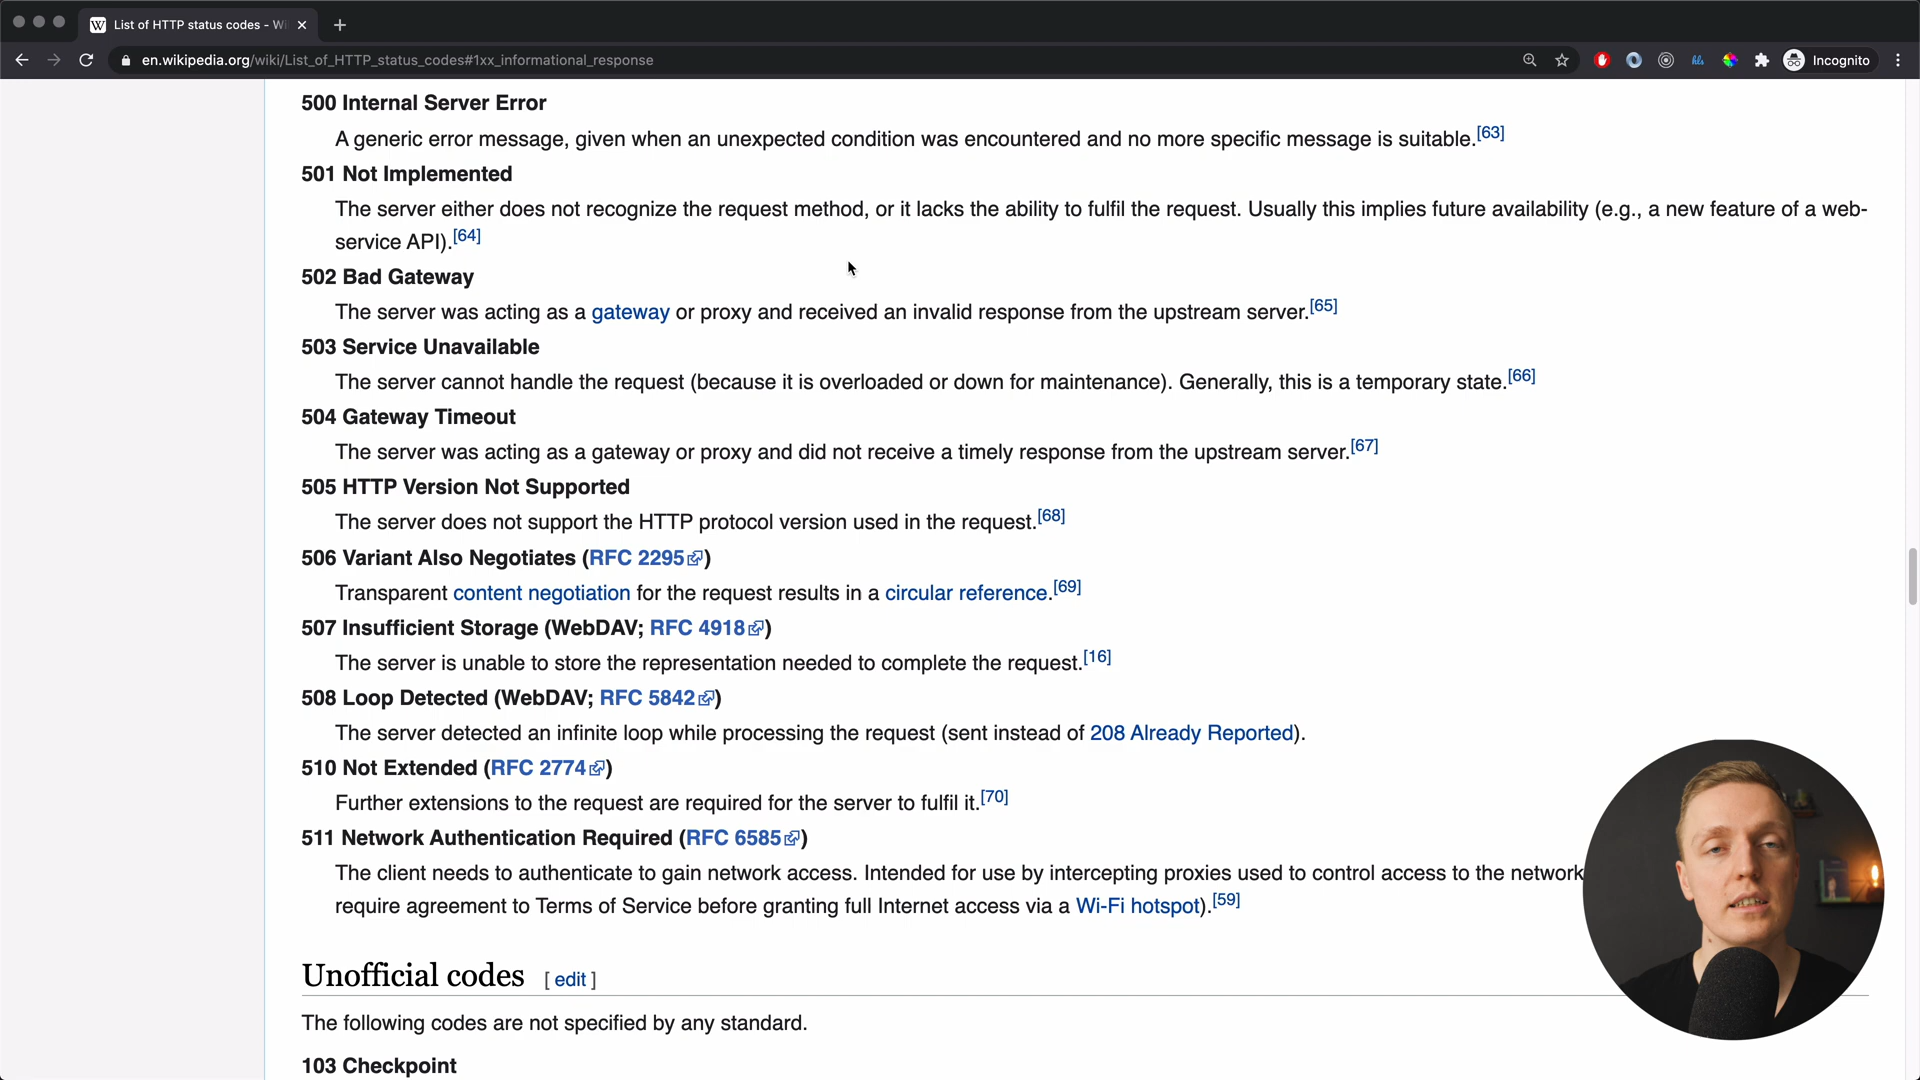 List of HTTP status codes - Wi
en.wikipedia.org/wiki/List_of_HTTP_status_codes#1xx_informational_response
hls
Incognito
500 Internal Server Error
A generic error message, given when an unexpected condition was encountered and no more specific message is suitable.[63]
501 Not Implemented
The server either does not recognize the request method, or it lacks the ability to fulfil the request. Usually this implies future availability (e.g., a new feature of a web-
service API).[64]
502 Bad Gateway
The server was acting as a gateway or proxy and received an invalid response from the upstream server.[65]
503 Service Unavailable
The server cannot handle the request (because it is overloaded or down for maintenance). Generally, this is a temporary state.[66]
504 Gateway Timeout
The server was acting as a gateway or proxy and did not receive a timely response from the upstream server.[67]
505 HTTP Version Not Supported
The server does not support the HTTP protocol version used in the request.[68]
506 Variant Also Negotiates (RFC 2295)
Transparent content negotiation for the request results in a circular reference.[69]
507 Insufficient Storage (WebDAV; RFC 4918)
The server is unable to store the representation needed to complete the request.[16]
508 Loop Detected (WebDAV; RFC 5842)
The server detected an infinite loop while processing the request (sent instead of 208 Already Reported).
510 Not Extended (RFC 2774)
Further extensions to the request are required for the server to fulfil it.[70]
511 Network Authentication Required (RFC 6585)
The client needs to authenticate to gain network access. Intended for use by intercepting proxies used to control access to the network
require agreement to Terms of Service before granting full Internet access via a Wi-Fi hotspot).[59]
Unofficial codes [ edit ]
The following codes are not specified by any standard.
103 Checkpoint